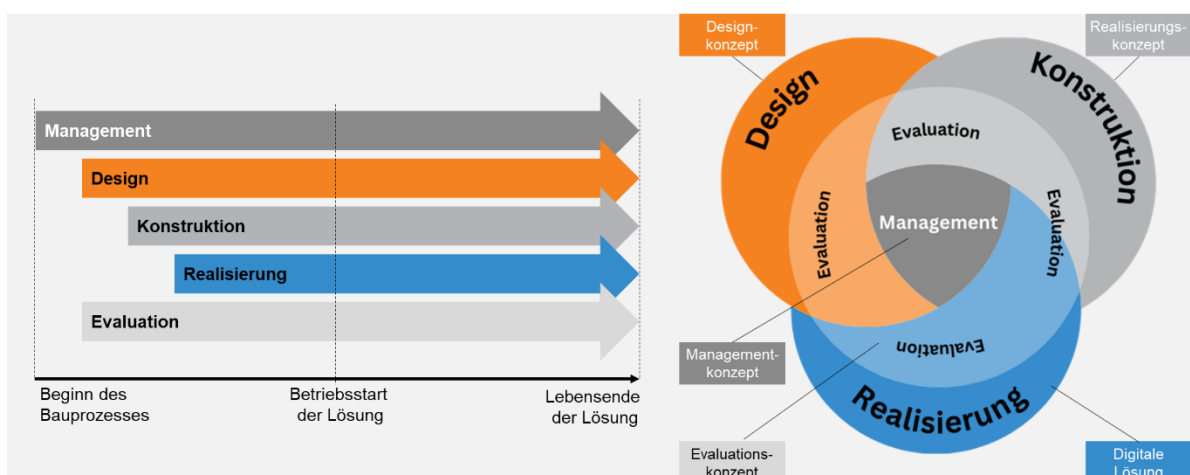 Management
Design
Konstruktion
Realisierung
Evaluation
Beginn des
Bauprozesses
Betriebsstart
der Lösung
Lebensende
der Lösung
Design-
konzept
Realisierungs-
konzept
Design
Konstruktion
Evaluation
Evaluation
Management
Evaluation
Evaluation
Realisierung
Management-
konzept
Evaluations-
konzept
Digitale
Lösung